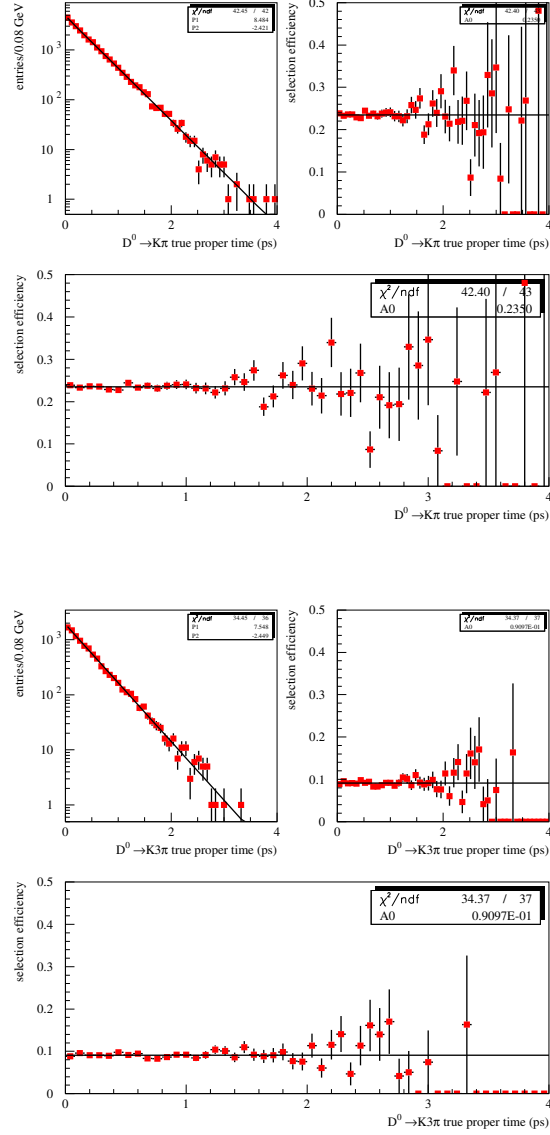 entries/0.08 GeV
10³
10²
10
1
0 2 4
χ²/ndf 42.45 / 42
P1 8.484
P2 -2.421
D⁰→Kπ true proper time (ps)
selection efficiency
0.5
0.4
0.3
0.2
0.1
0
0 2 4
χ²/ndf 42.40 /
A0 0.2350
D⁰→Kπ true proper time (ps)
selection efficiency
0.5
0.4
0.3
0.2
0.1
0
0 1 2 3 4
χ²/ndf 42.40 / 43
A0 0.2350
D⁰→Kπ true proper time (ps)
entries/0.08 GeV
10³
10²
10
1
0 2 4
χ²/ndf 34.45 / 36
P1 7.548
P2 -2.449
D⁰→K3π true proper time (ps)
selection efficiency
0.5
0.4
0.3
0.2
0.1
0
0 2 4
χ²/ndf 34.37 / 37
A0 0.9097E-01
D⁰→K3π true proper time (ps)
selection efficiency
0.5
0.4
0.3
0.2
0.1
0
0 1 2 3 4
χ²/ndf 34.37 / 37
A0 0.9097E-01
D⁰→K3π true proper time (ps)